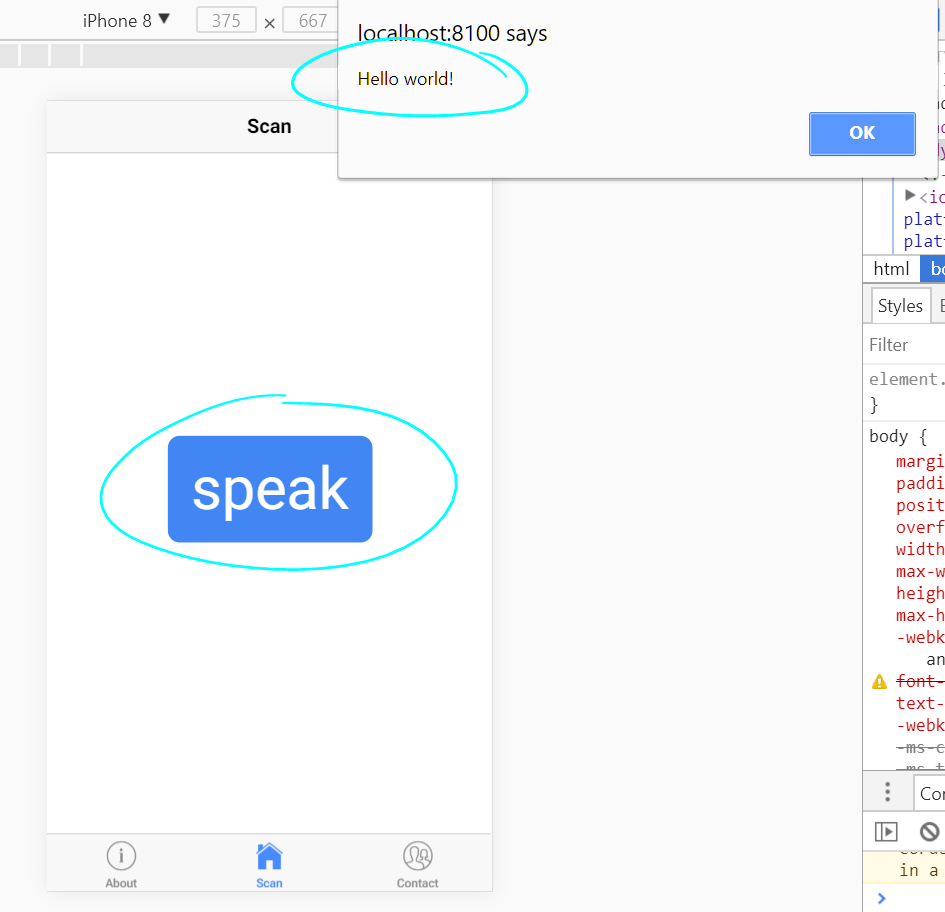 iPhone 8 ▼ 375 × 667
localhost:8100 says
Hello world!
OK
Scan
speak
About
Scan
Contact
<ic
plat
plat
html
Styles
Filter
element.
}
body {
margi
paddi
posit
overf
width
max-w
heigh
max-h
-webk
an
font-
text-
-webk
-ms-c
-ms-t
Con
in a